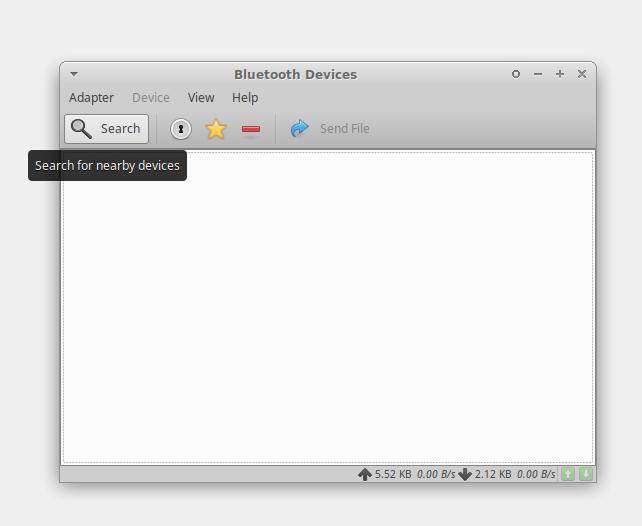 Bluetooth Devices
Adapter Device View Help
Search Send File
Search for nearby devices
5.52 KB 0.00 B/s 2.12 KB 0.00 B/s